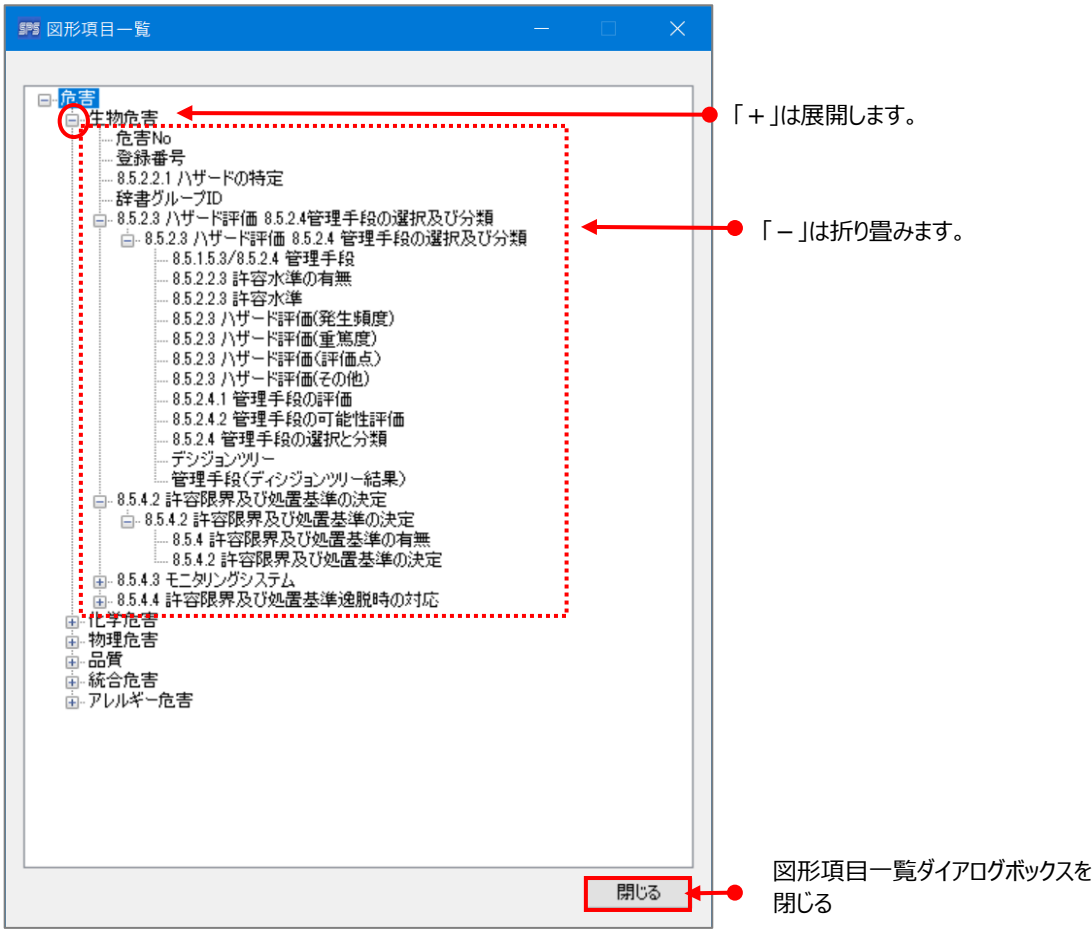 SPS 図形項目一覧
危害
生物危害
「+」は展開します。
危害No
登録番号
8.5.2.2.1 ハザードの特定
辞書グループID
8.5.2.3 ハザード評価 8.5.2.4管理手段の選択及び分類
「-」は折り畳みます。
8.5.2.3 ハザード評価 8.5.2.4 管理手段の選択及び分類
8.5.1.5.3/8.5.2.4 管理手段
8.5.2.2.3 許容水準の有無
8.5.2.2.3 許容水準
8.5.2.3 ハザード評価(発生頻度)
8.5.2.3 ハザード評価(重篤度)
8.5.2.3 ハザード評価(評価点)
8.5.2.3 ハザード評価(その他)
8.5.2.4.1 管理手段の評価
8.5.2.4.2 管理手段の可能性評価
8.5.2.4 管理手段の選択と分類
デシジョンツリー
管理手段(ディシジョンツリー結果)
8.5.4.2 許容限界及び処置基準の決定
8.5.4.2 許容限界及び処置基準の決定
8.5.4 許容限界及び処置基準の有無
8.5.4.2 許容限界及び処置基準の決定
8.5.4.3 モニタリングシステム
8.5.4.4 許容限界及び処置基準逸脱時の対応
化学危害
物理危害
品質
統合危害
アレルギー危害
閉じる
図形項目一覧ダイアログボックスを
閉じる